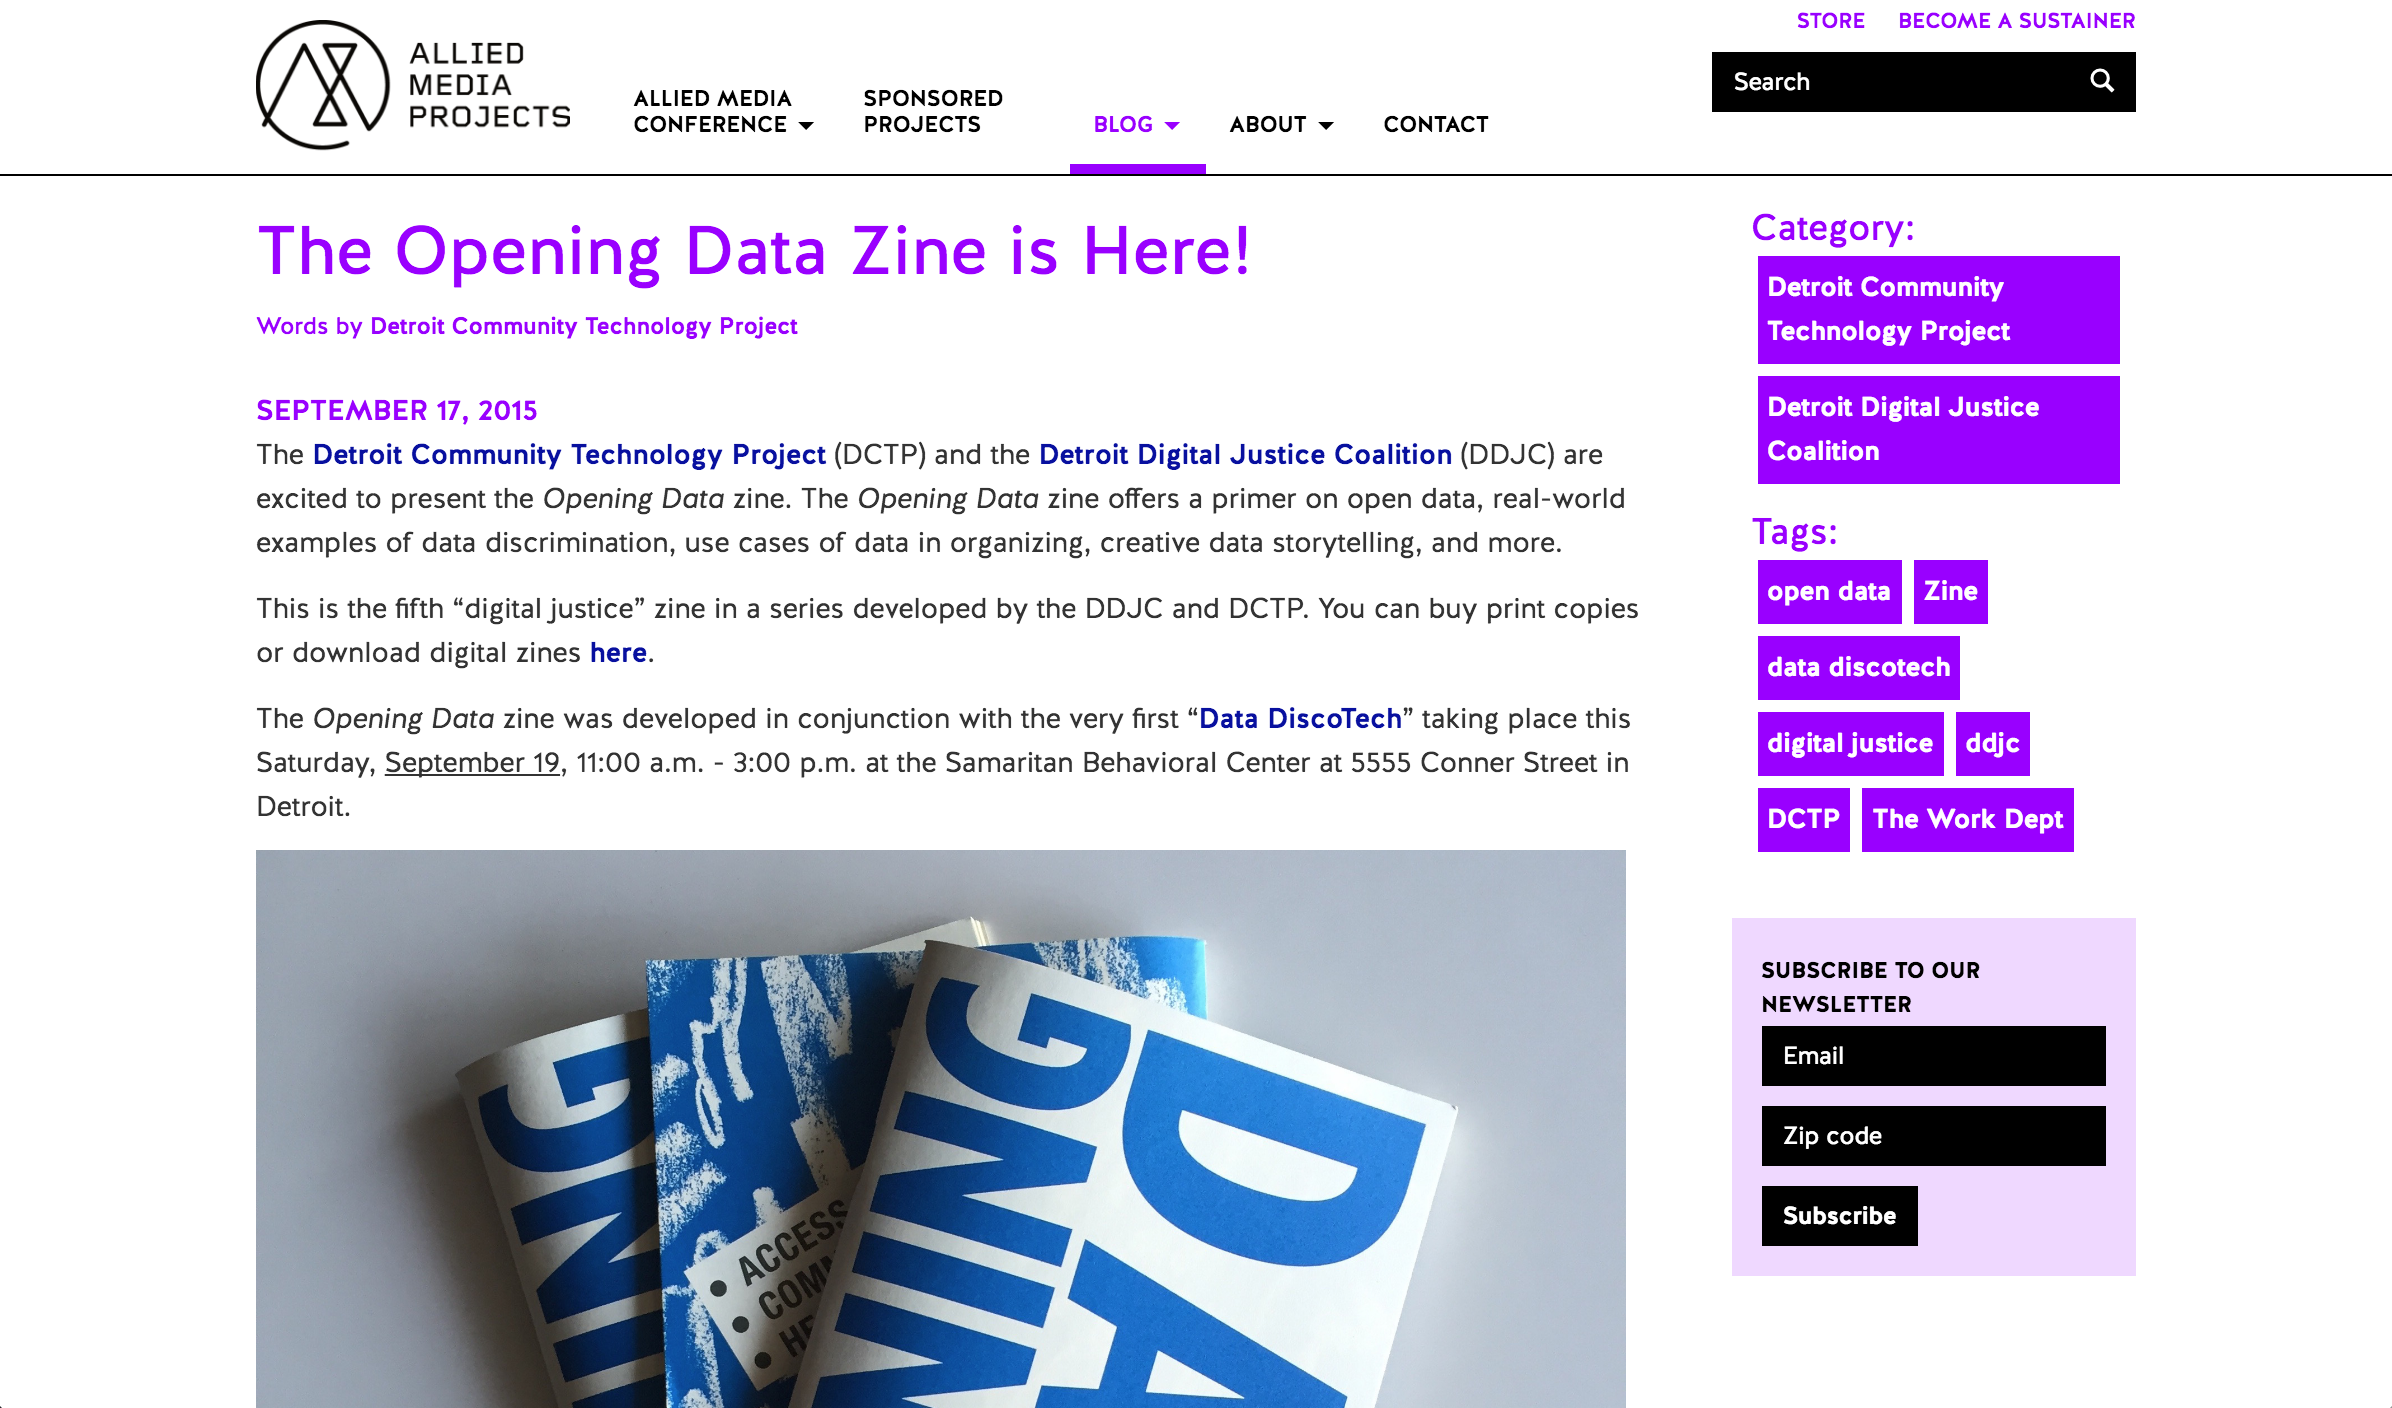 ALLIED
MEDIA
PROJECTS
ALLIED MEDIA
CONFERENCE
SPONSORED
PROJECTS
BLOG
ABOUT
CONTACT
STORE
BECOME A SUSTAINER
Search
The Opening Data Zine is Here!
Words by Detroit Community Technology Project
SEPTEMBER 17, 2015
The Detroit Community Technology Project (DCTP) and the Detroit Digital Justice Coalition (DDJC) are
excited to present the Opening Data zine. The Opening Data zine offers a primer on open data, real-world
examples of data discrimination, use cases of data in organizing, creative data storytelling, and more.
This is the fifth “digital justice” zine in a series developed by the DDJC and DCTP. You can buy print copies
or download digital zines here.
The Opening Data zine was developed in conjunction with the very first “Data DiscoTech” taking place this
Saturday, September 19, 11:00 a.m. - 3:00 p.m. at the Samaritan Behavioral Center at 5555 Conner Street in
Detroit.
Category:
Detroit Community
Technology Project
Detroit Digital Justice
Coalition
Tags:
open data
Zine
data discotech
digital justice
ddjc
DCTP
The Work Dept
SUBSCRIBE TO OUR
NEWSLETTER
Email
Zip code
Subscribe
ACCESS